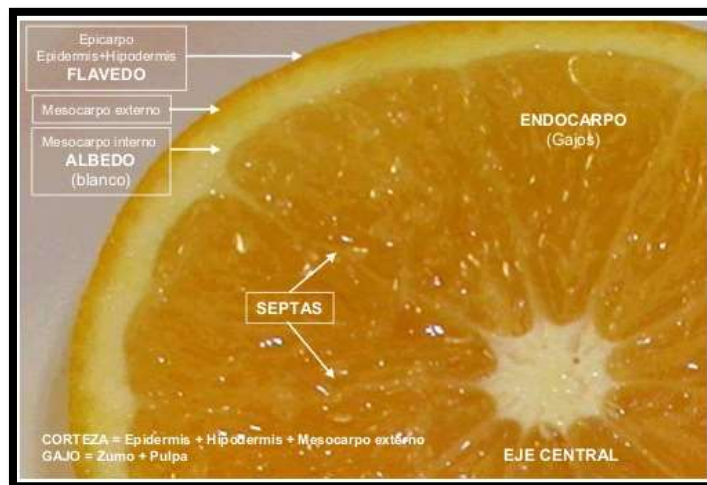 Epicarpo
Epidermis+Hipodermis
FLAVEDO
Mesocarpo externo
Mesocarpo interno
ALBEDO
(blanco)
ENDOCARPO
(Gajos)
SEPTAS
CORTEZA = Epidermis + Hipodermis + Mesocarpo externo
GAJO = Zumo + Pulpa
EJE CENTRAL